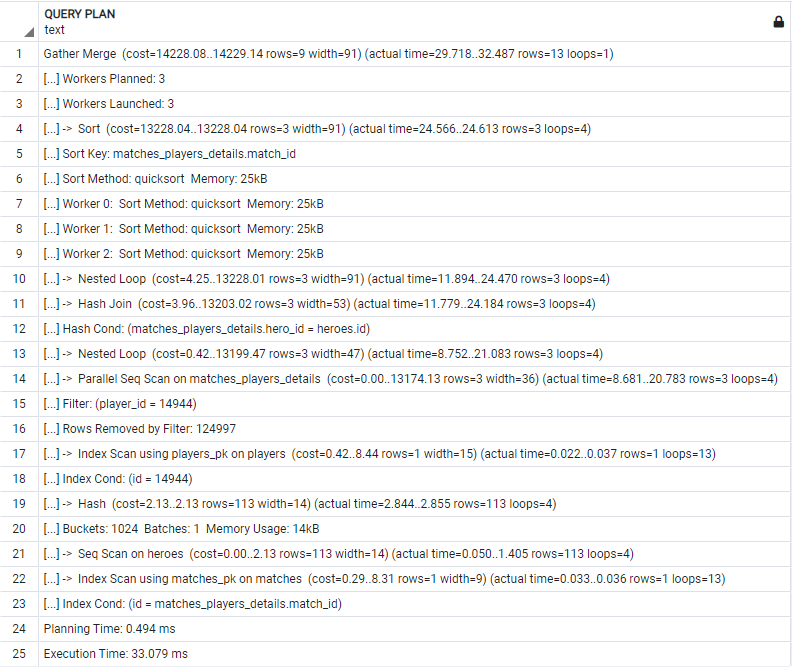 QUERY PLAN
text
1 Gather Merge (cost=14228.08..14229.14 rows=9 width=91) (actual time=29.718..32.487 rows=13 loops=1)
2 [...] Workers Planned: 3
3 [...] Workers Launched: 3
4 [...] -> Sort (cost=13228.04..13228.04 rows=3 width=91) (actual time=24.566..24.613 rows=3 loops=4)
5 [...] Sort Key: matches_players_details.match_id
6 [...] Sort Method: quicksort Memory: 25kB
7 [...] Worker 0: Sort Method: quicksort Memory: 25kB
8 [...] Worker 1: Sort Method: quicksort Memory: 25kB
9 [...] Worker 2: Sort Method: quicksort Memory: 25kB
10 [...] -> Nested Loop (cost=4.25..13228.01 rows=3 width=91) (actual time=11.894..24.470 rows=3 loops=4)
11 [...] -> Hash Join (cost=3.96..13203.02 rows=3 width=53) (actual time=11.779..24.184 rows=3 loops=4)
12 [...] Hash Cond: (matches_players_details.hero_id = heroes.id)
13 [...] -> Nested Loop (cost=0.42..13199.47 rows=3 width=47) (actual time=8.752..21.083 rows=3 loops=4)
14 [...] -> Parallel Seq Scan on matches_players_details (cost=0.00..13174.13 rows=3 width=36) (actual time=8.681..20.783 rows=3 loops=4)
15 [...] Filter: (player_id = 14944)
16 [...] Rows Removed by Filter: 124997
17 [...] -> Index Scan using players_pk on players (cost=0.42..8.44 rows=1 width=15) (actual time=0.022..0.037 rows=1 loops=13)
18 [...] Index Cond: (id = 14944)
19 [...] -> Hash (cost=2.13..2.13 rows=113 width=14) (actual time=2.844..2.855 rows=113 loops=4)
20 [...] Buckets: 1024 Batches: 1 Memory Usage: 14kB
21 [...] -> Seq Scan on heroes (cost=0.00..2.13 rows=113 width=14) (actual time=0.050..1.405 rows=113 loops=4)
22 [...] -> Index Scan using matches_pk on matches (cost=0.29..8.31 rows=1 width=9) (actual time=0.033..0.036 rows=1 loops=13)
23 [...] Index Cond: (id = matches_players_details.match_id)
24 Planning Time: 0.494 ms
25 Execution Time: 33.079 ms